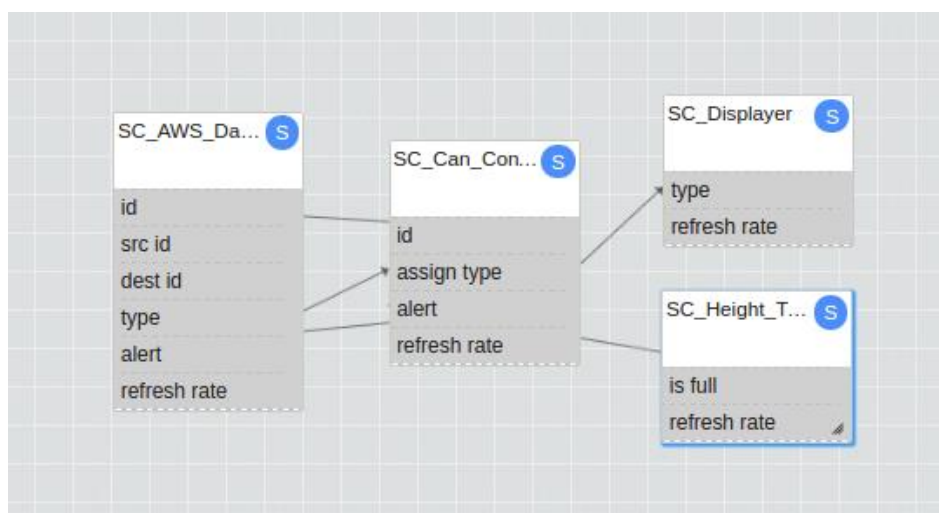 SC_AWS_Da... S
id
src id
dest id
type
alert
refresh rate
SC_Can_Con... S
id
assign type
alert
refresh rate
SC_Displayer S
type
refresh rate
SC_Height_T... S
is full
refresh rate